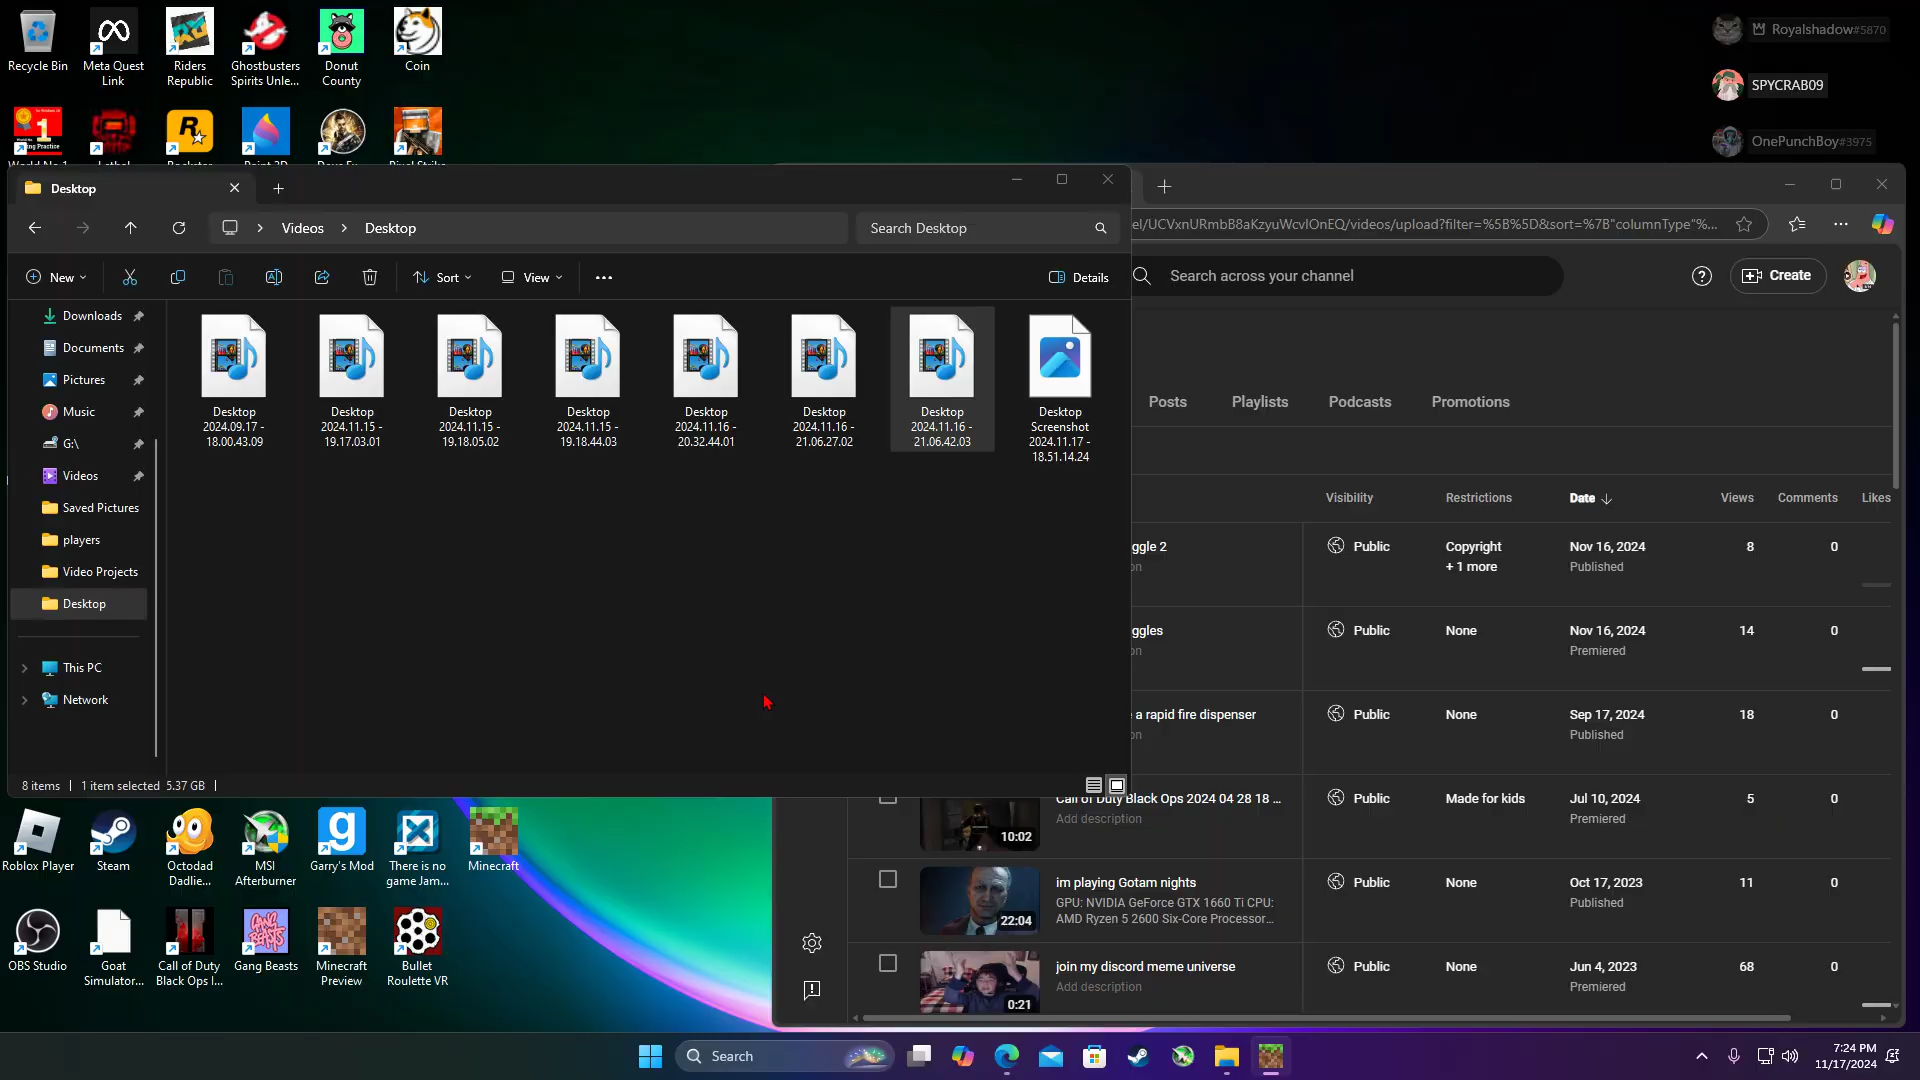 Recycle Bin
Meta Quest
Link
Riders
Republic
Ghostbusters
Spirits Unle...
Donut
County
Coin
Royalshadow#5870
SPYCRAB09
OnePunchBoy#3975
Desktop
Videos
Desktop
Search Desktop
el/UCVxnURmbB8aKzyuWcvIOnEQ/videos/upload?filter=%5B%5D&sort=%7B"columnType"%...
New
Sort
View
Details
Search across your channel
Create
Downloads
Documents
Pictures
Music
G:\
Videos
Saved Pictures
players
Video Projects
Desktop
This PC
Network
Desktop
2024.09.17 -
18.00.43.09
Desktop
2024.11.15 -
19.17.03.01
Desktop
2024.11.15 -
19.18.05.02
Desktop
2024.11.15 -
19.18.44.03
Desktop
2024.11.16 -
20.32.44.01
Desktop
2024.11.16 -
21.06.27.02
Desktop
2024.11.16 -
21.06.42.03
Desktop
Screenshot
2024.11.17 -
18.51.14.24
8 items
1 item selected 5.37 GB
Posts
Playlists
Podcasts
Promotions
Visibility
Restrictions
Date
Views
Comments
Likes
ggle 2
on
Public
Copyright
+ 1 more
Nov 16, 2024
Published
8
0
ggles
on
Public
None
Nov 16, 2024
Premiered
14
0
e a rapid fire dispenser
on
Public
None
Sep 17, 2024
Published
18
0
Call of Duty Black Ops 2024 04 28 18 ...
Add description
10:02
Public
Made for kids
Jul 10, 2024
Premiered
5
0
im playing Gotam nights
GPU: NVIDIA GeForce GTX 1660 Ti CPU:
AMD Ryzen 5 2600 Six-Core Processor...
22:04
Public
None
Oct 17, 2023
Published
11
0
join my discord meme universe
Add description
0:21
Public
None
Jun 4, 2023
Premiered
68
0
Roblox Player
Steam
Octodad
Dadlie...
MSI
Afterburner
Garry's Mod
There is no
game Jam...
Minecraft
OBS Studio
Goat
Simulator...
Call of Duty
Black Ops I...
Gang Beasts
Minecraft
Preview
Bullet
Roulette VR
Search
7:24 PM
11/17/2024